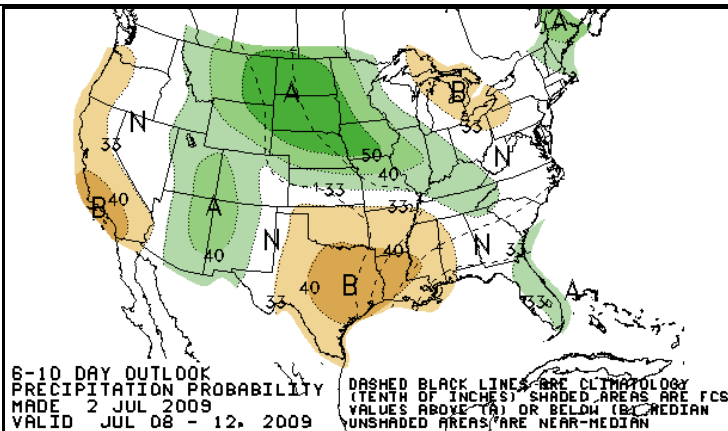 A
A
B
N
33
33
N
50
40
B
40
A
33
33
N
N
33
40
40
B
40
33
A
33
6-10 DAY OUTLOOK
PRECIPITATION PROBABILITY
MADE 2 JUL 2009
VALID JUL 08 - 12, 2009
DASHED BLACK LINES ARE CLIMATOLOGY
(TENTH OF INCHES) SHADED AREAS ARE FCST
VALUES ABOVE (A) OR BELOW (B) MEDIAN
UNSHADED AREAS ARE NEAR-MEDIAN